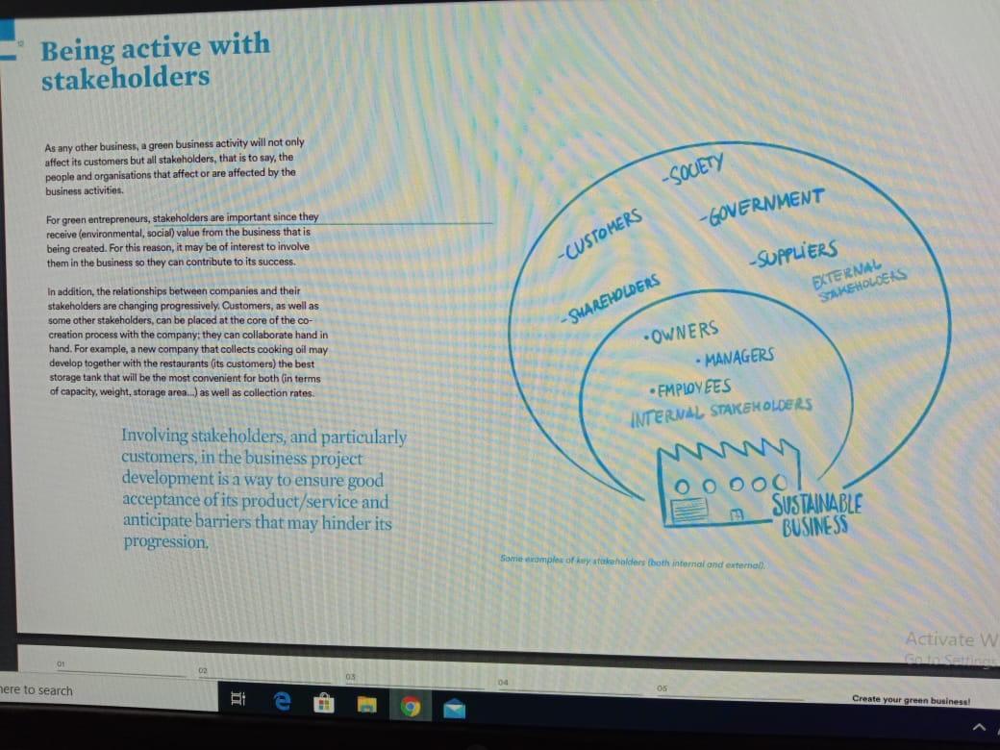 12
Being active with
stakeholders
As any other business, a green business activity will not only
affect its customers but all stakeholders, that is to say, the
people and organisations that affect or are affected by the
business activities.
For green entrepreneurs, stakeholders are important since they
receive (environmental, social) value from the business that is
being created. For this reason, it may be of interest to involve
them in the business so they can contribute to its success.
In addition, the relationships between companies and their
stakeholders are changing progressively. Customers, as well as
some other stakeholders, can be placed at the core of the co-
creation process with the company; they can collaborate hand in
hand. For example, a new company that collects cooking oil may
develop together with the restaurants (its customers) the best
storage tank that will be the most convenient for both (in terms
of capacity, weight, storage area...) as well as collection rates.
Involving stakeholders, and particularly
customers, in the business project
development is a way to ensure good
acceptance of its product/service and
anticipate barriers that may hinder its
progression.
-SOCIETY
-CUSTOMERS
-GOVERNMENT
-SUPPLIERS
EXTERNAL
STAKEHOLDERS
-SHAREHOLDERS
•OWNERS
•MANAGERS
•EMPLOYEES
INTERNAL STAKEHOLDERS
SUSTAINABLE
BUSINESS
Some examples of key stakeholders (both internal and external).
Activate W
Go to Settings
01
02
03
04
05
Create your green business!
here to search